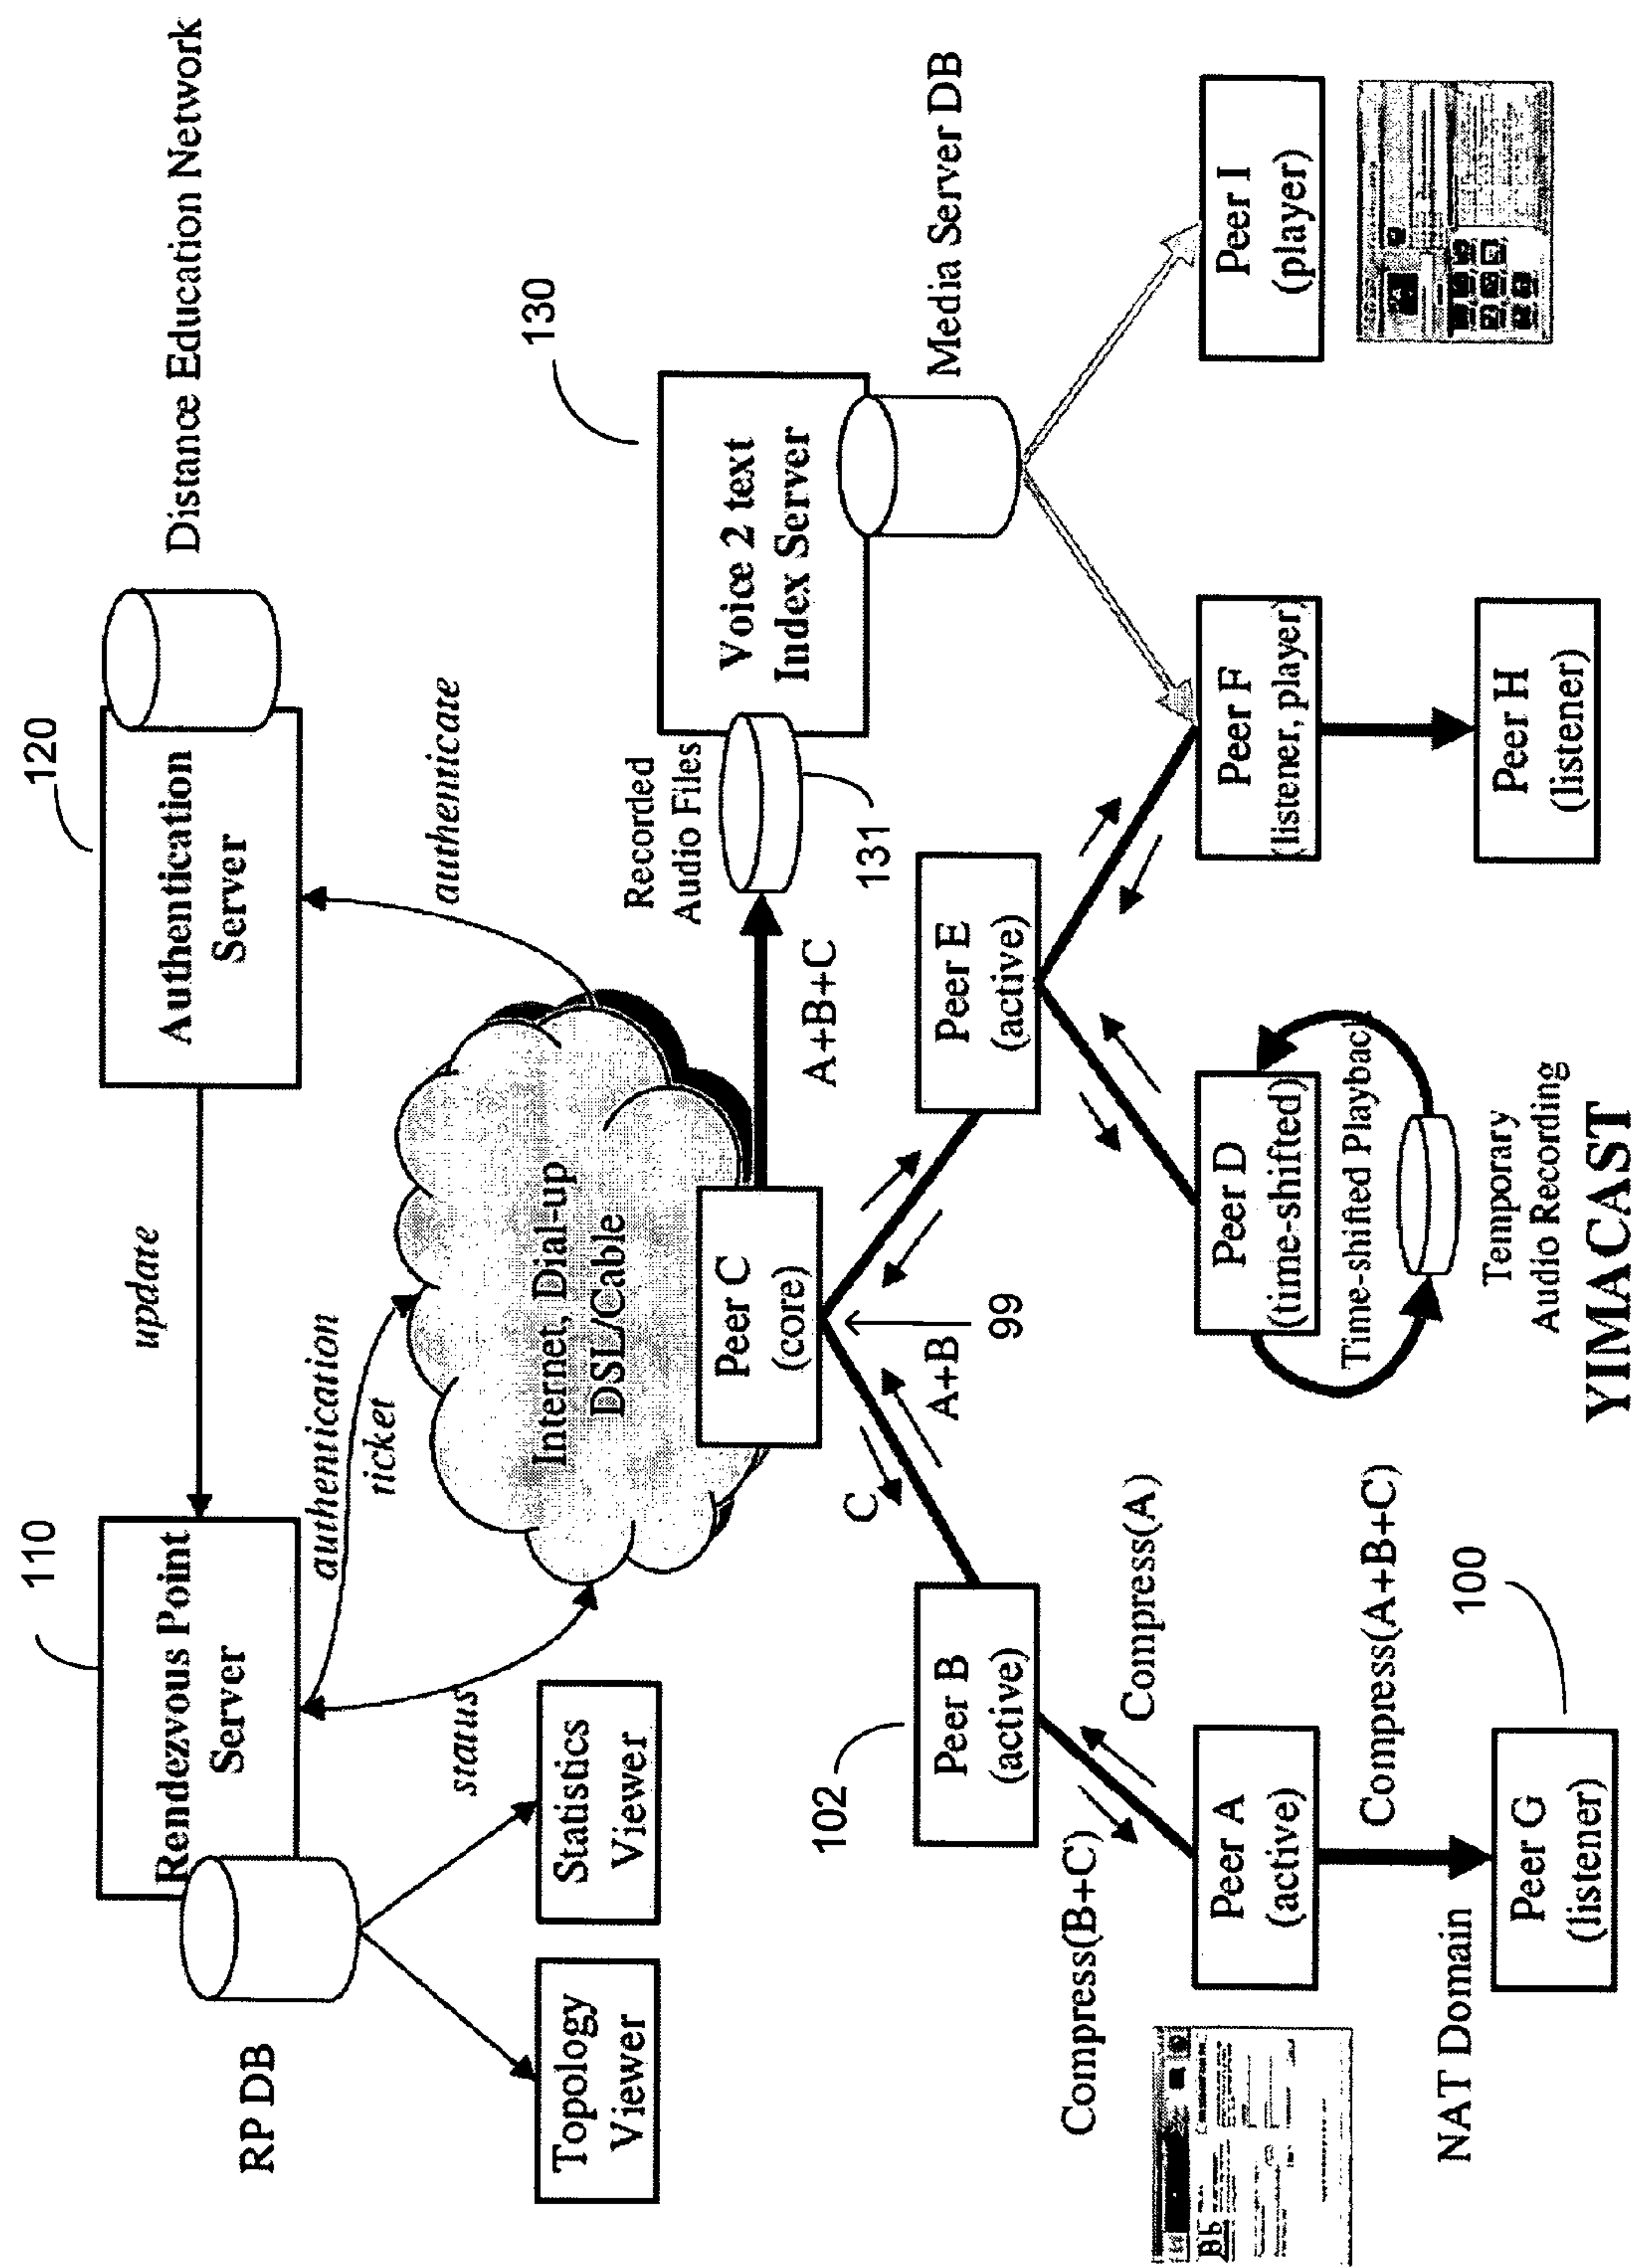 Distance Education Network
120
Authentication
Server
update
110
Rendezvous Point
Server
RP DB
authentication
ticket
authenticate
status
Topology
Viewer
Statistics
Viewer
Internet, Dial-up
DSL/Cable
Peer C
(core)
A+B+C
Recorded
Audio Files
131
130
Voice 2 text
Index Server
Media Server DB
102
Peer B
(active)
C
A+B
99
Peer E
(active)
Compress(B+C)
Compress(A)
Peer A
(active)
Peer D
(time-shifted)
Time-shifted Playbac
Peer F
(listener, player)
Peer I
(player)
NAT Domain
Compress(A+B+C)
100
Peer G
(listener)
Temporary
Audio Recording
Peer H
(listener)
YIMACAST
Bb